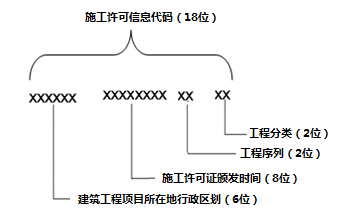 施工许可信息代码（18位）
XXXXXX XXXXXXXX XX XX
工程分类（2位）
工程序列（2位）
施工许可证颁发时间（8位）
建筑工程项目所在地行政区划（6位）